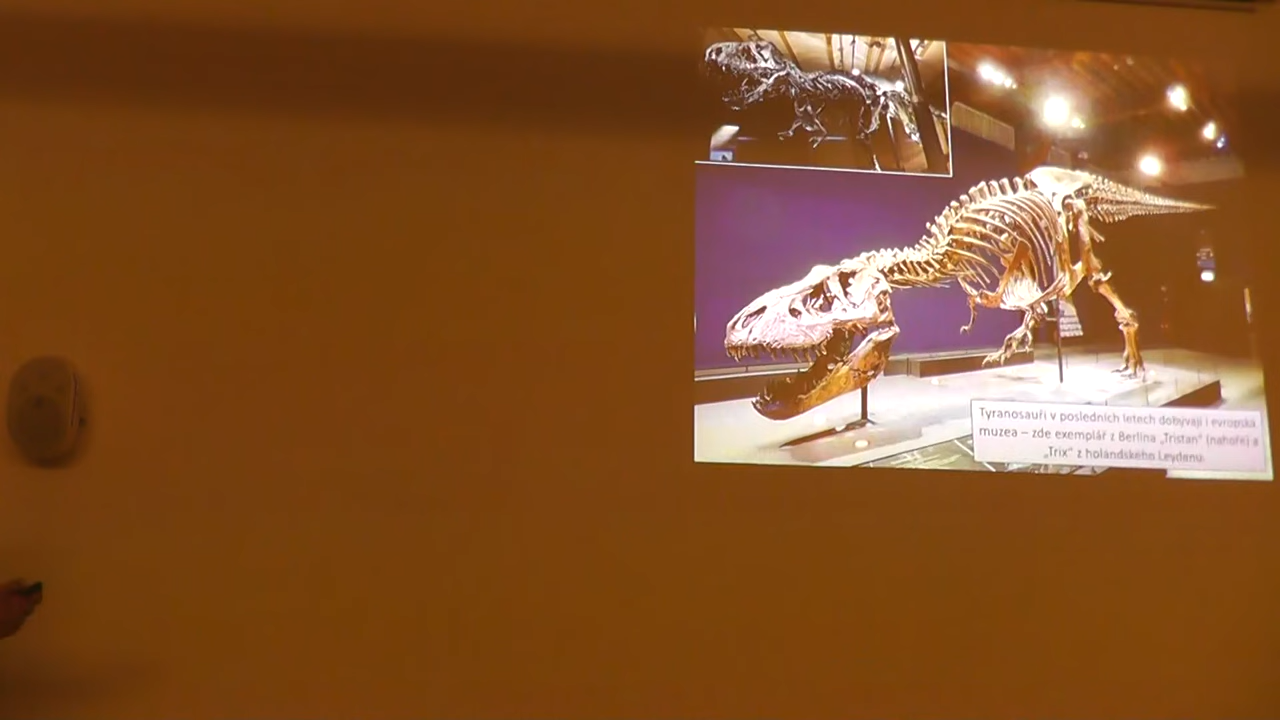 Tyranosauři v posledních letech dobývají i evropská
muzea – zde exemplář z Berlína „Tristan“ (nahoře) a
„Trix“ z holandského Leydenu.